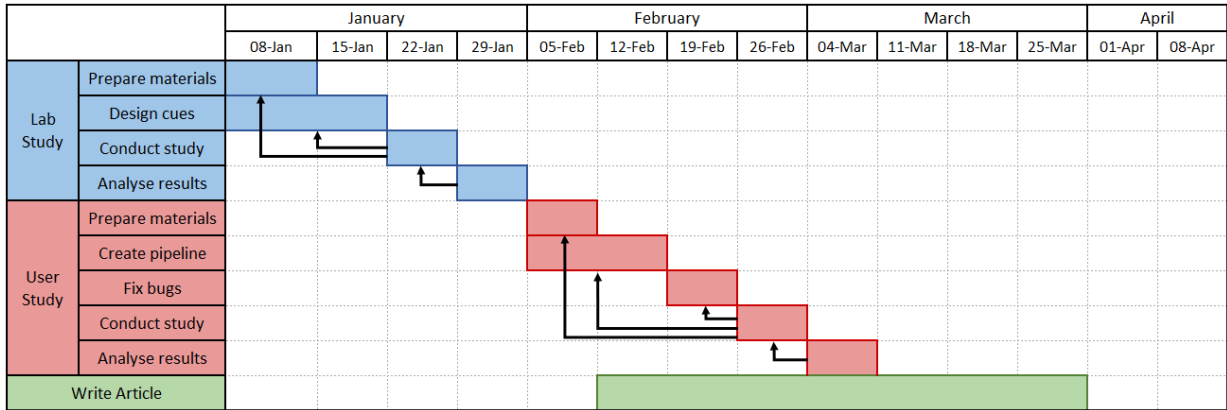 January February March April
08-Jan 15-Jan 22-Jan 29-Jan 05-Feb 12-Feb 19-Feb 26-Feb 04-Mar 11-Mar 18-Mar 25-Mar 01-Apr 08-Apr
Lab
Study
Prepare materials
Design cues
Conduct study
Analyse results
User
Study
Prepare materials
Create pipeline
Fix bugs
Conduct study
Analyse results
Write Article